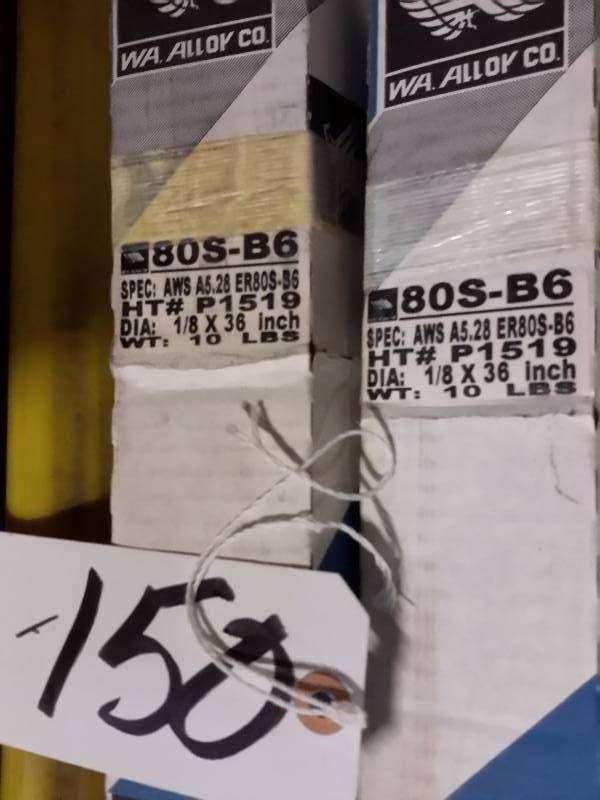 WA. ALLOY CO.
80S-B6
SPEC: AWS A5.28 ER80S-B6
HT# P1519
DIA: 1/8 X 36 inch
WT: 10 LBS
WA. ALLOY CO.
80S-B6
SPEC: AWS A5.28 ER80S-B6
HT# P1519
DIA: 1/8 X 36 inch
WT: 10 LBS
150